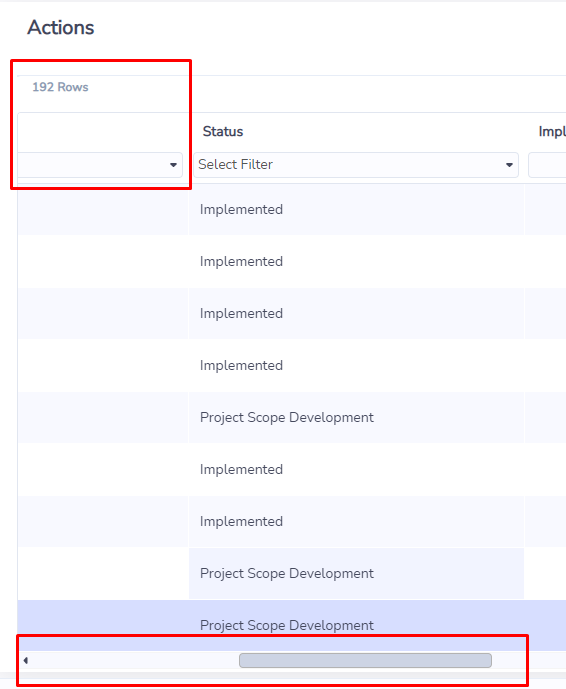 Actions
192 Rows
Status Impl
Select Filter
Implemented
Implemented
Implemented
Implemented
Project Scope Development
Implemented
Implemented
Project Scope Development
Project Scope Development